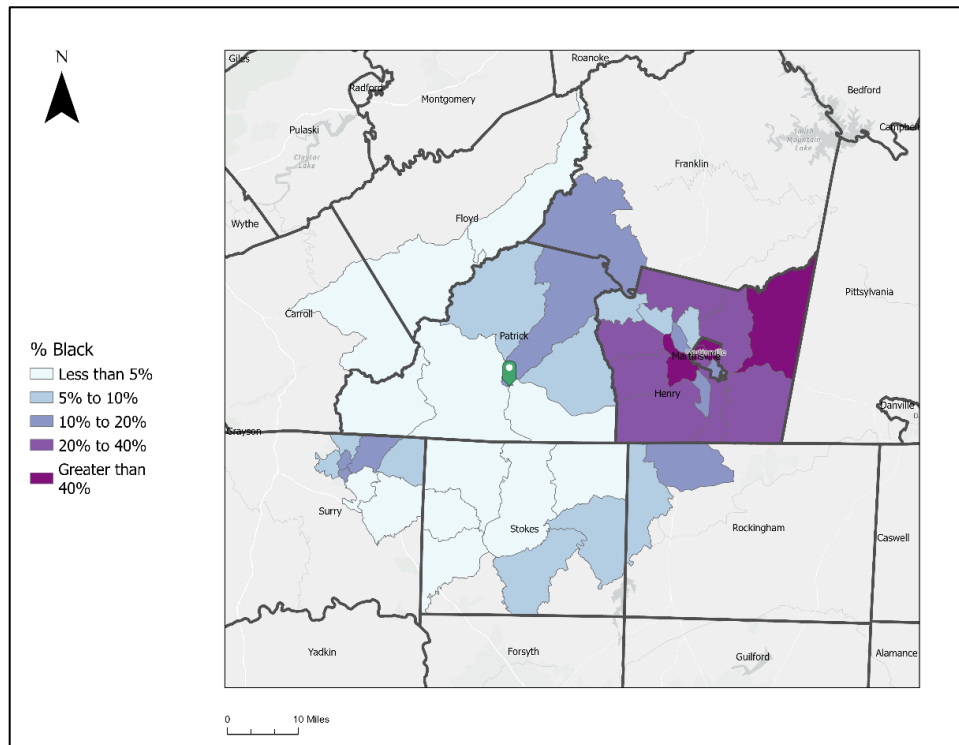 N
Giles
Roanoke
Radford
Montgomery
Bedford
Campbel
Pulaski
Smith
Mountain
Lake
Claytor
Lake
Franklin
Floyd
Wythe
Pittsylvania
Carroll
Patrick
% Black
Less than 5%
5% to 10%
10% to 20%
20% to 40%
Greater than
40%
Martinsville
Henry
Danville
Grayson
Surry
Stokes
Rockingham
Caswell
Yadkin
Forsyth
Guilford
Alamance
0
10 Miles